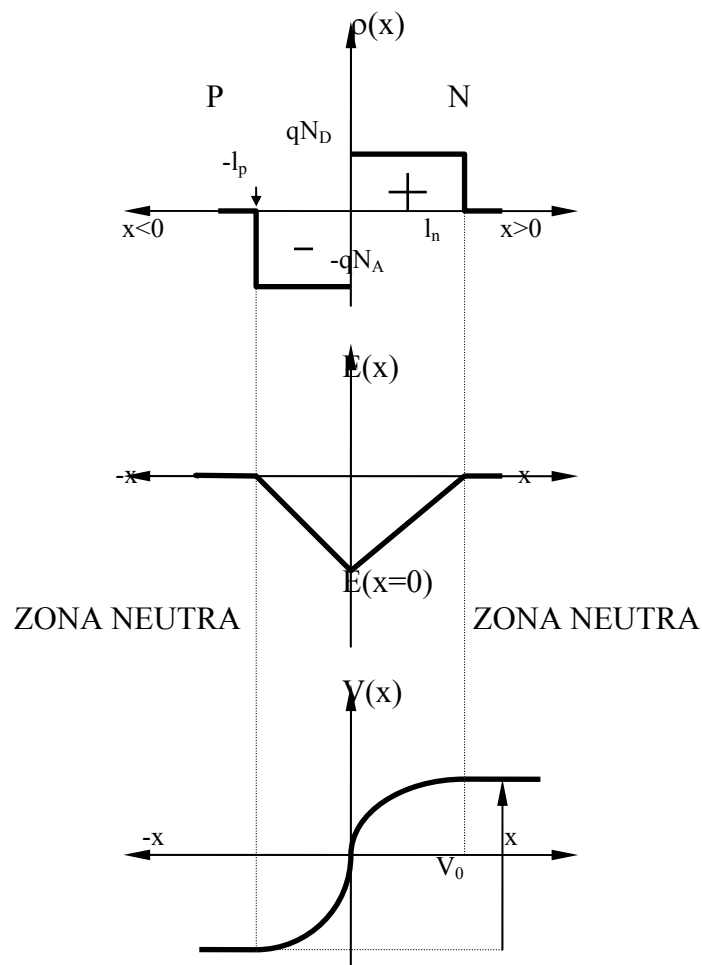 ρ(x)
P
N
qN_D
-l_p
+
x<0
l_n
x>0
-
-qN_A
E(x)
-x
x
E(x=0)
ZONA NEUTRA
ZONA NEUTRA
V(x)
-x
x
V_0